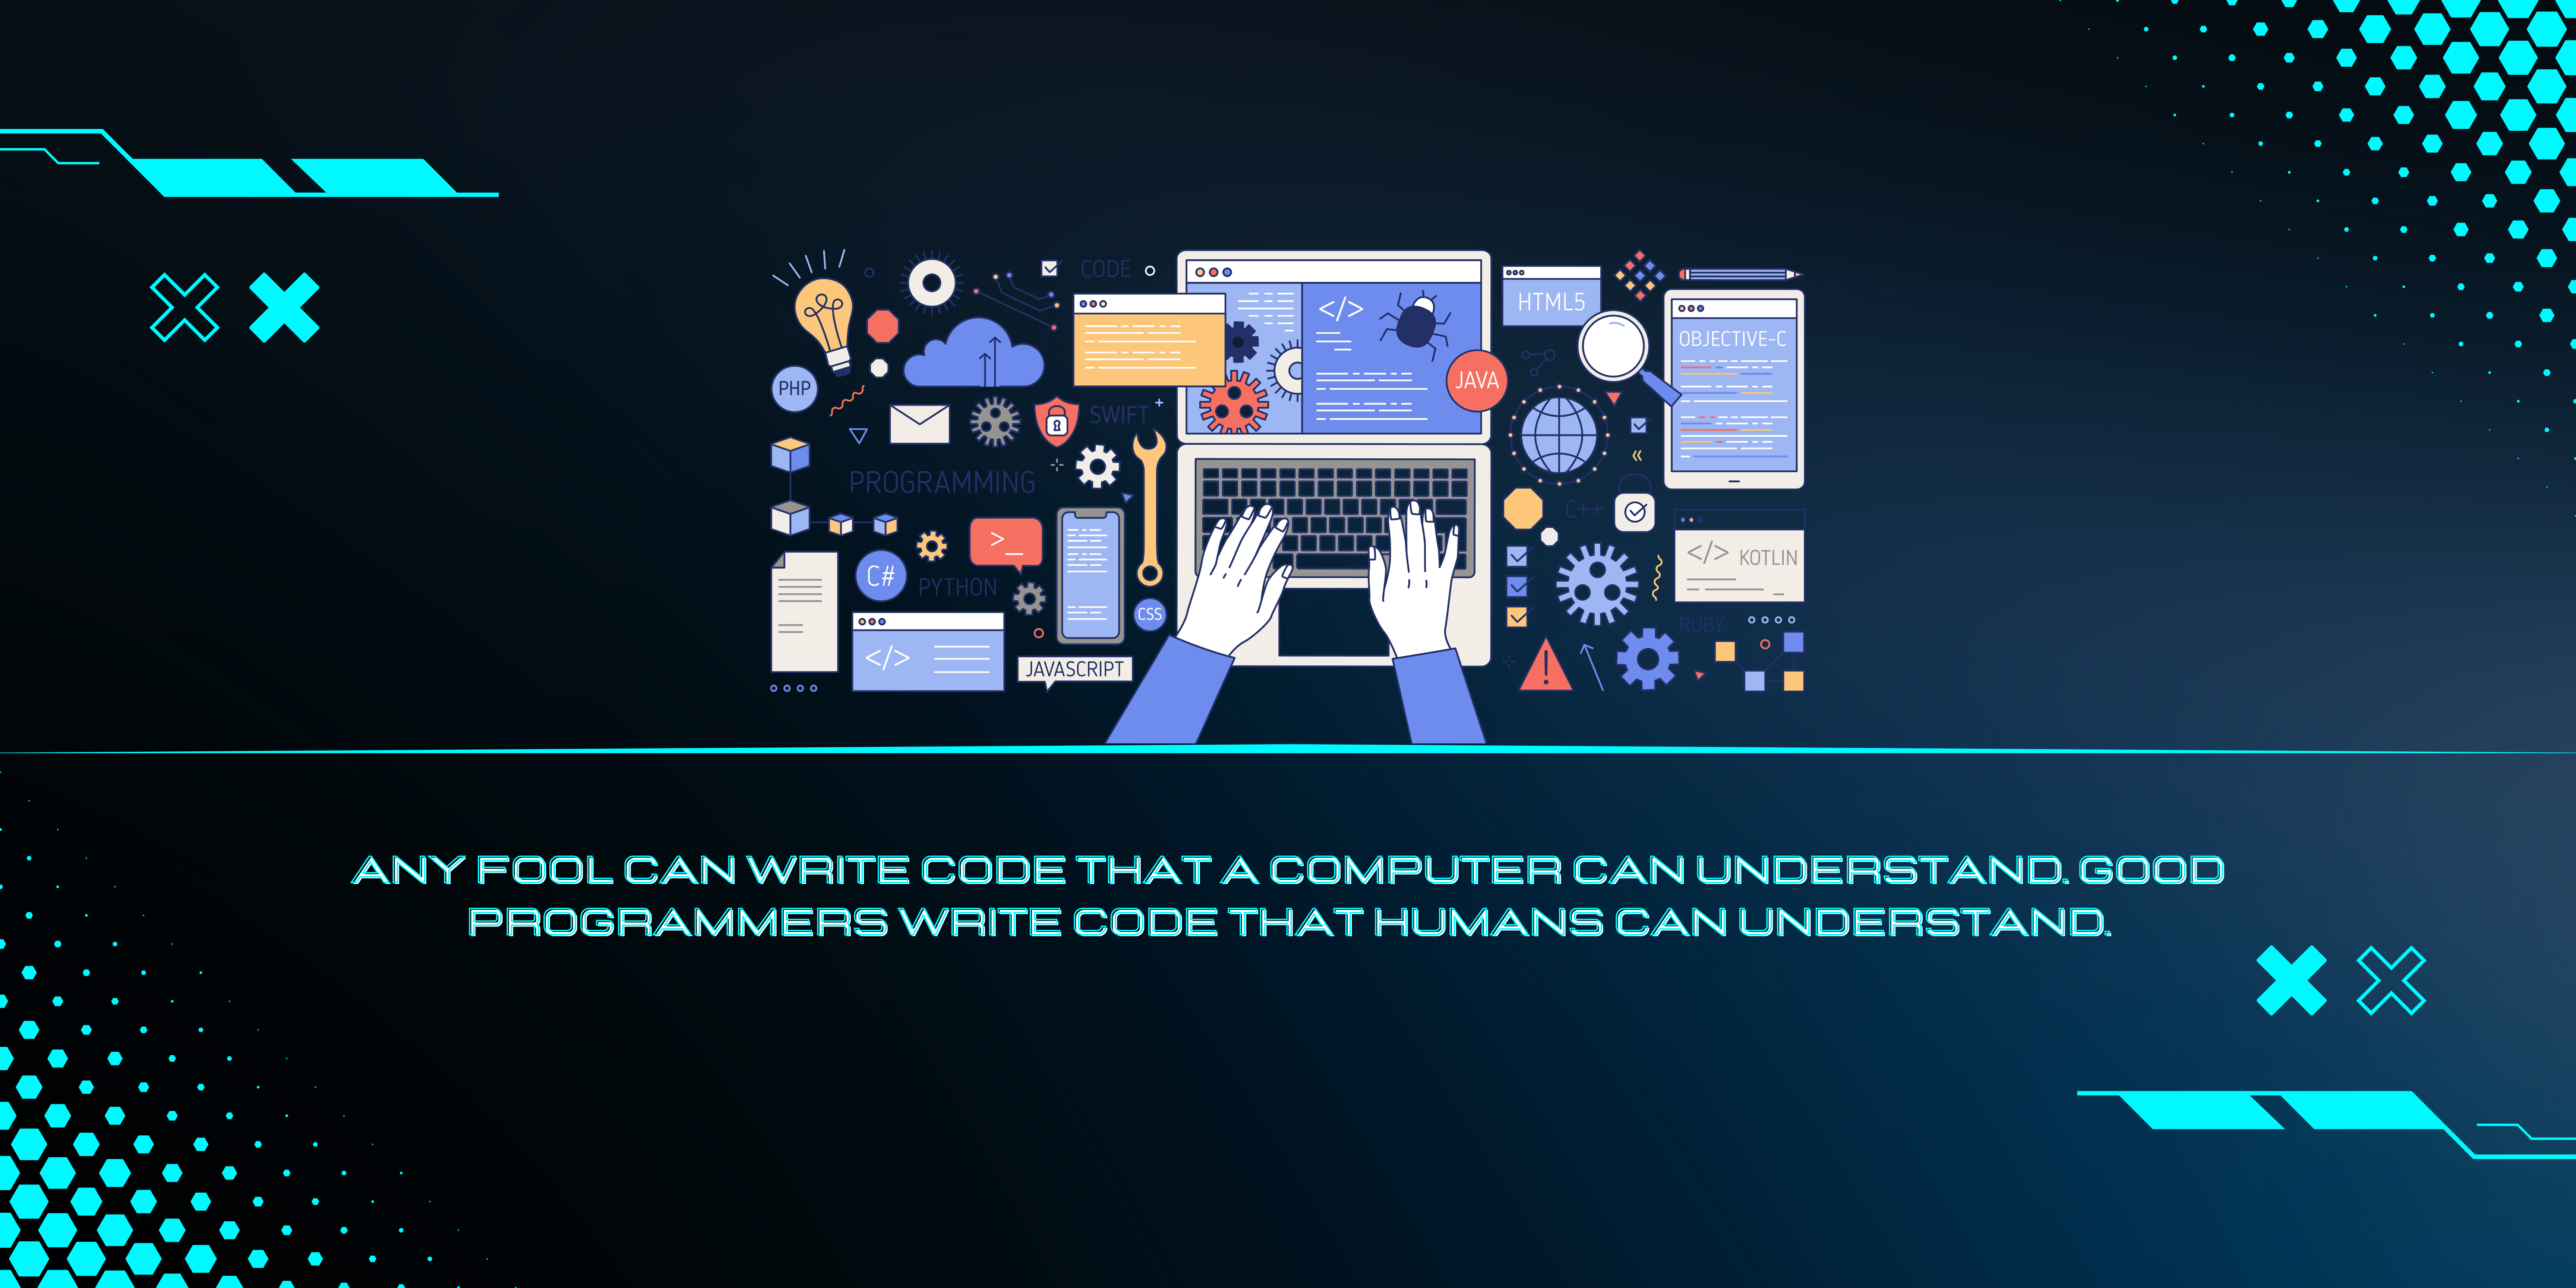 CODE
HTML5
</>
OBJECTIVE-C
PHP
JAVA
SWIFT
PROGRAMMING
C++
>_
</> KOTLIN
C#
PYTHON
CSS
RUBY
</>
JAVASCRIPT
ANY FOOL CAN WRITE CODE THAT A COMPUTER CAN UNDERSTAND. GOOD
PROGRAMMERS WRITE CODE THAT HUMANS CAN UNDERSTAND.